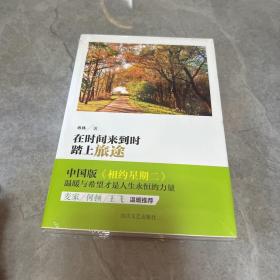 在时间来到时
踏上旅途
中国版《相约星期二》
温暖与希望才是人生永恒的力量
麦家/何顿/王飞 温暖推荐